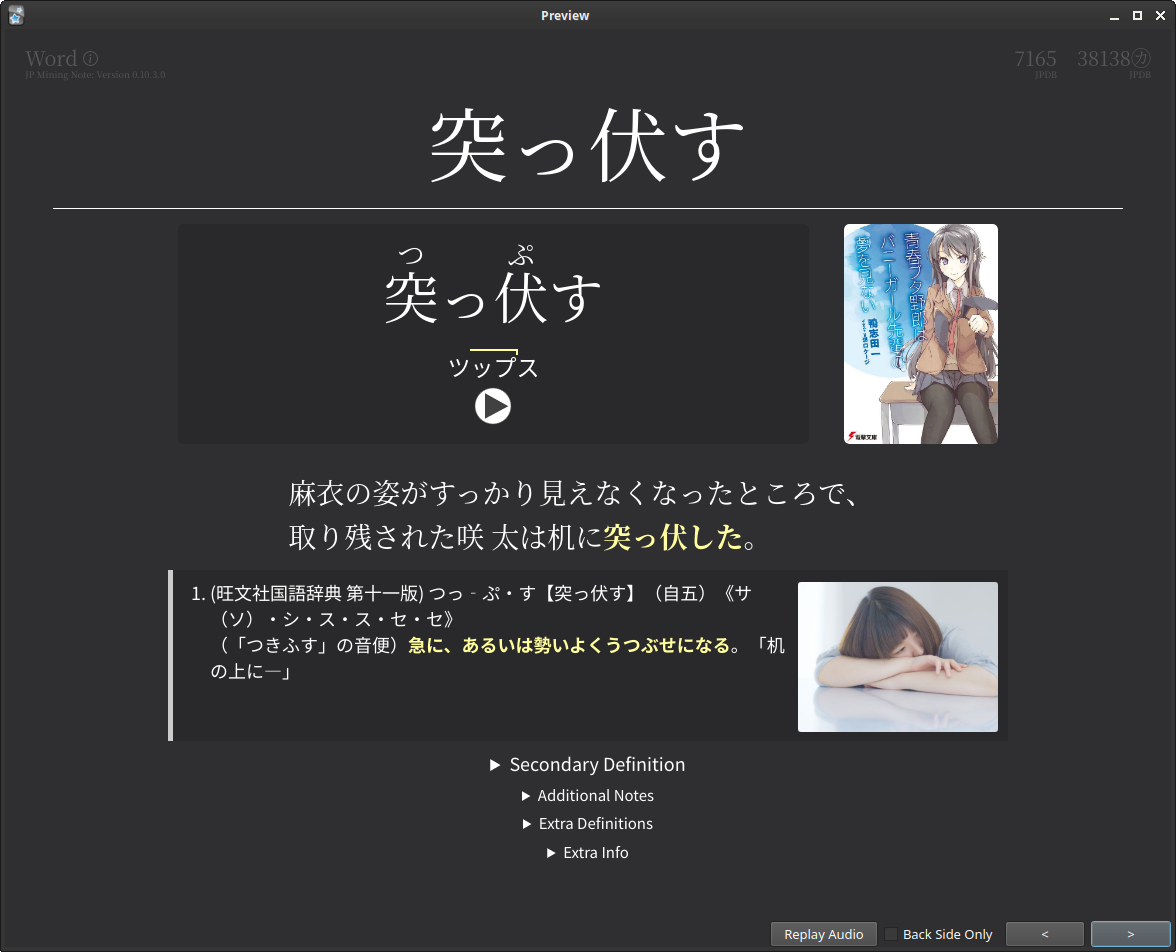 Preview
Word ⓘ
JP Mining Note: Version 0.10.3.0
7165
JPDB
38138㋕
JPDB
突っ伏す
つ ぷ
突っ伏す
ツップス
青春ブタ野郎は
バニーガール先輩の
夢を見ない
鴨志田一
電撃文庫
麻衣の姿がすっかり見えなくなったところで、
取り残された咲 太は机に突っ伏した。
1. (旺文社国語辞典 第十一版) つっ‐ぷ・す【突っ伏す】（自五）《サ
（ソ）・シ・ス・ス・セ・セ》
（「つきふす」の音便）急に、あるいは勢いよくうつぶせになる。「机
の上に―」
▶ Secondary Definition
▶ Additional Notes
▶ Extra Definitions
▶ Extra Info
Replay Audio
Back Side Only
<
>